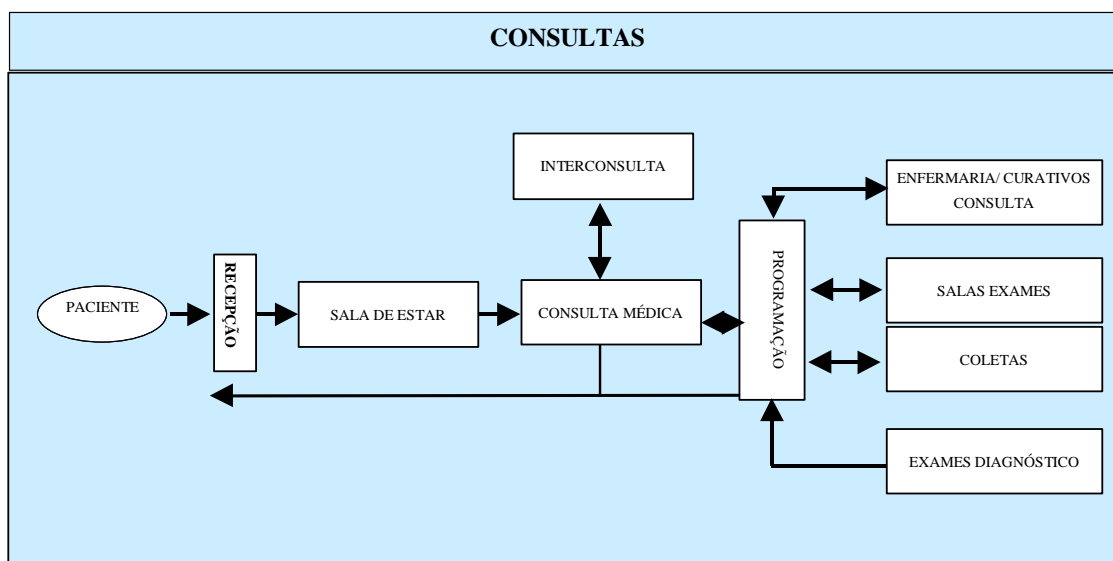 CONSULTAS
INTERCONSULTA
ENFERMARIA/ CURATIVOS
CONSULTA
PACIENTE
RECEPÇÃO
SALA DE ESTAR
CONSULTA MÉDICA
PROGRAMAÇÃO
SALAS EXAMES
COLETAS
EXAMES DIAGNÓSTICO